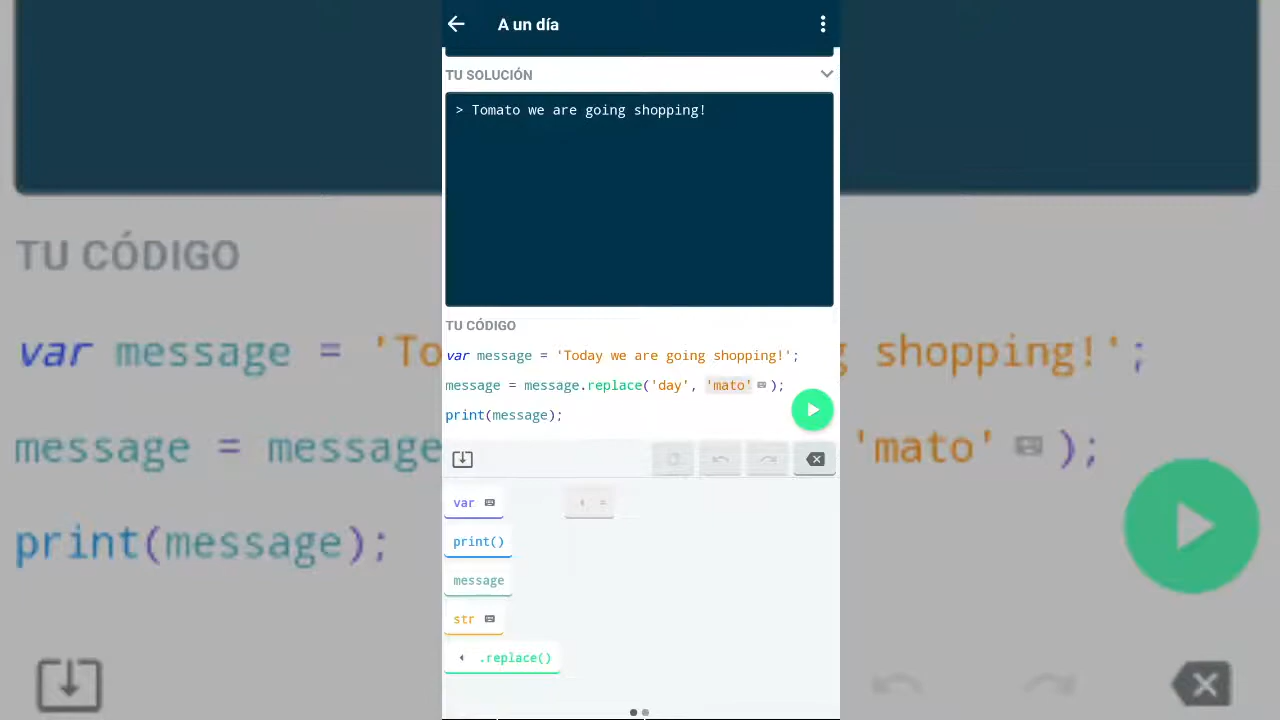 A un día
TU SOLUCIÓN
> Tomato we are going shopping!
TU CÓDIGO
var message = 'Today we are going shopping!';
message = message.replace('day', 'mato');
print(message);
var
=
print()
message
str
.replace()
TU CÓDIGO
var message = 'To
g shopping!';
message = message
'mato' );
print(message);